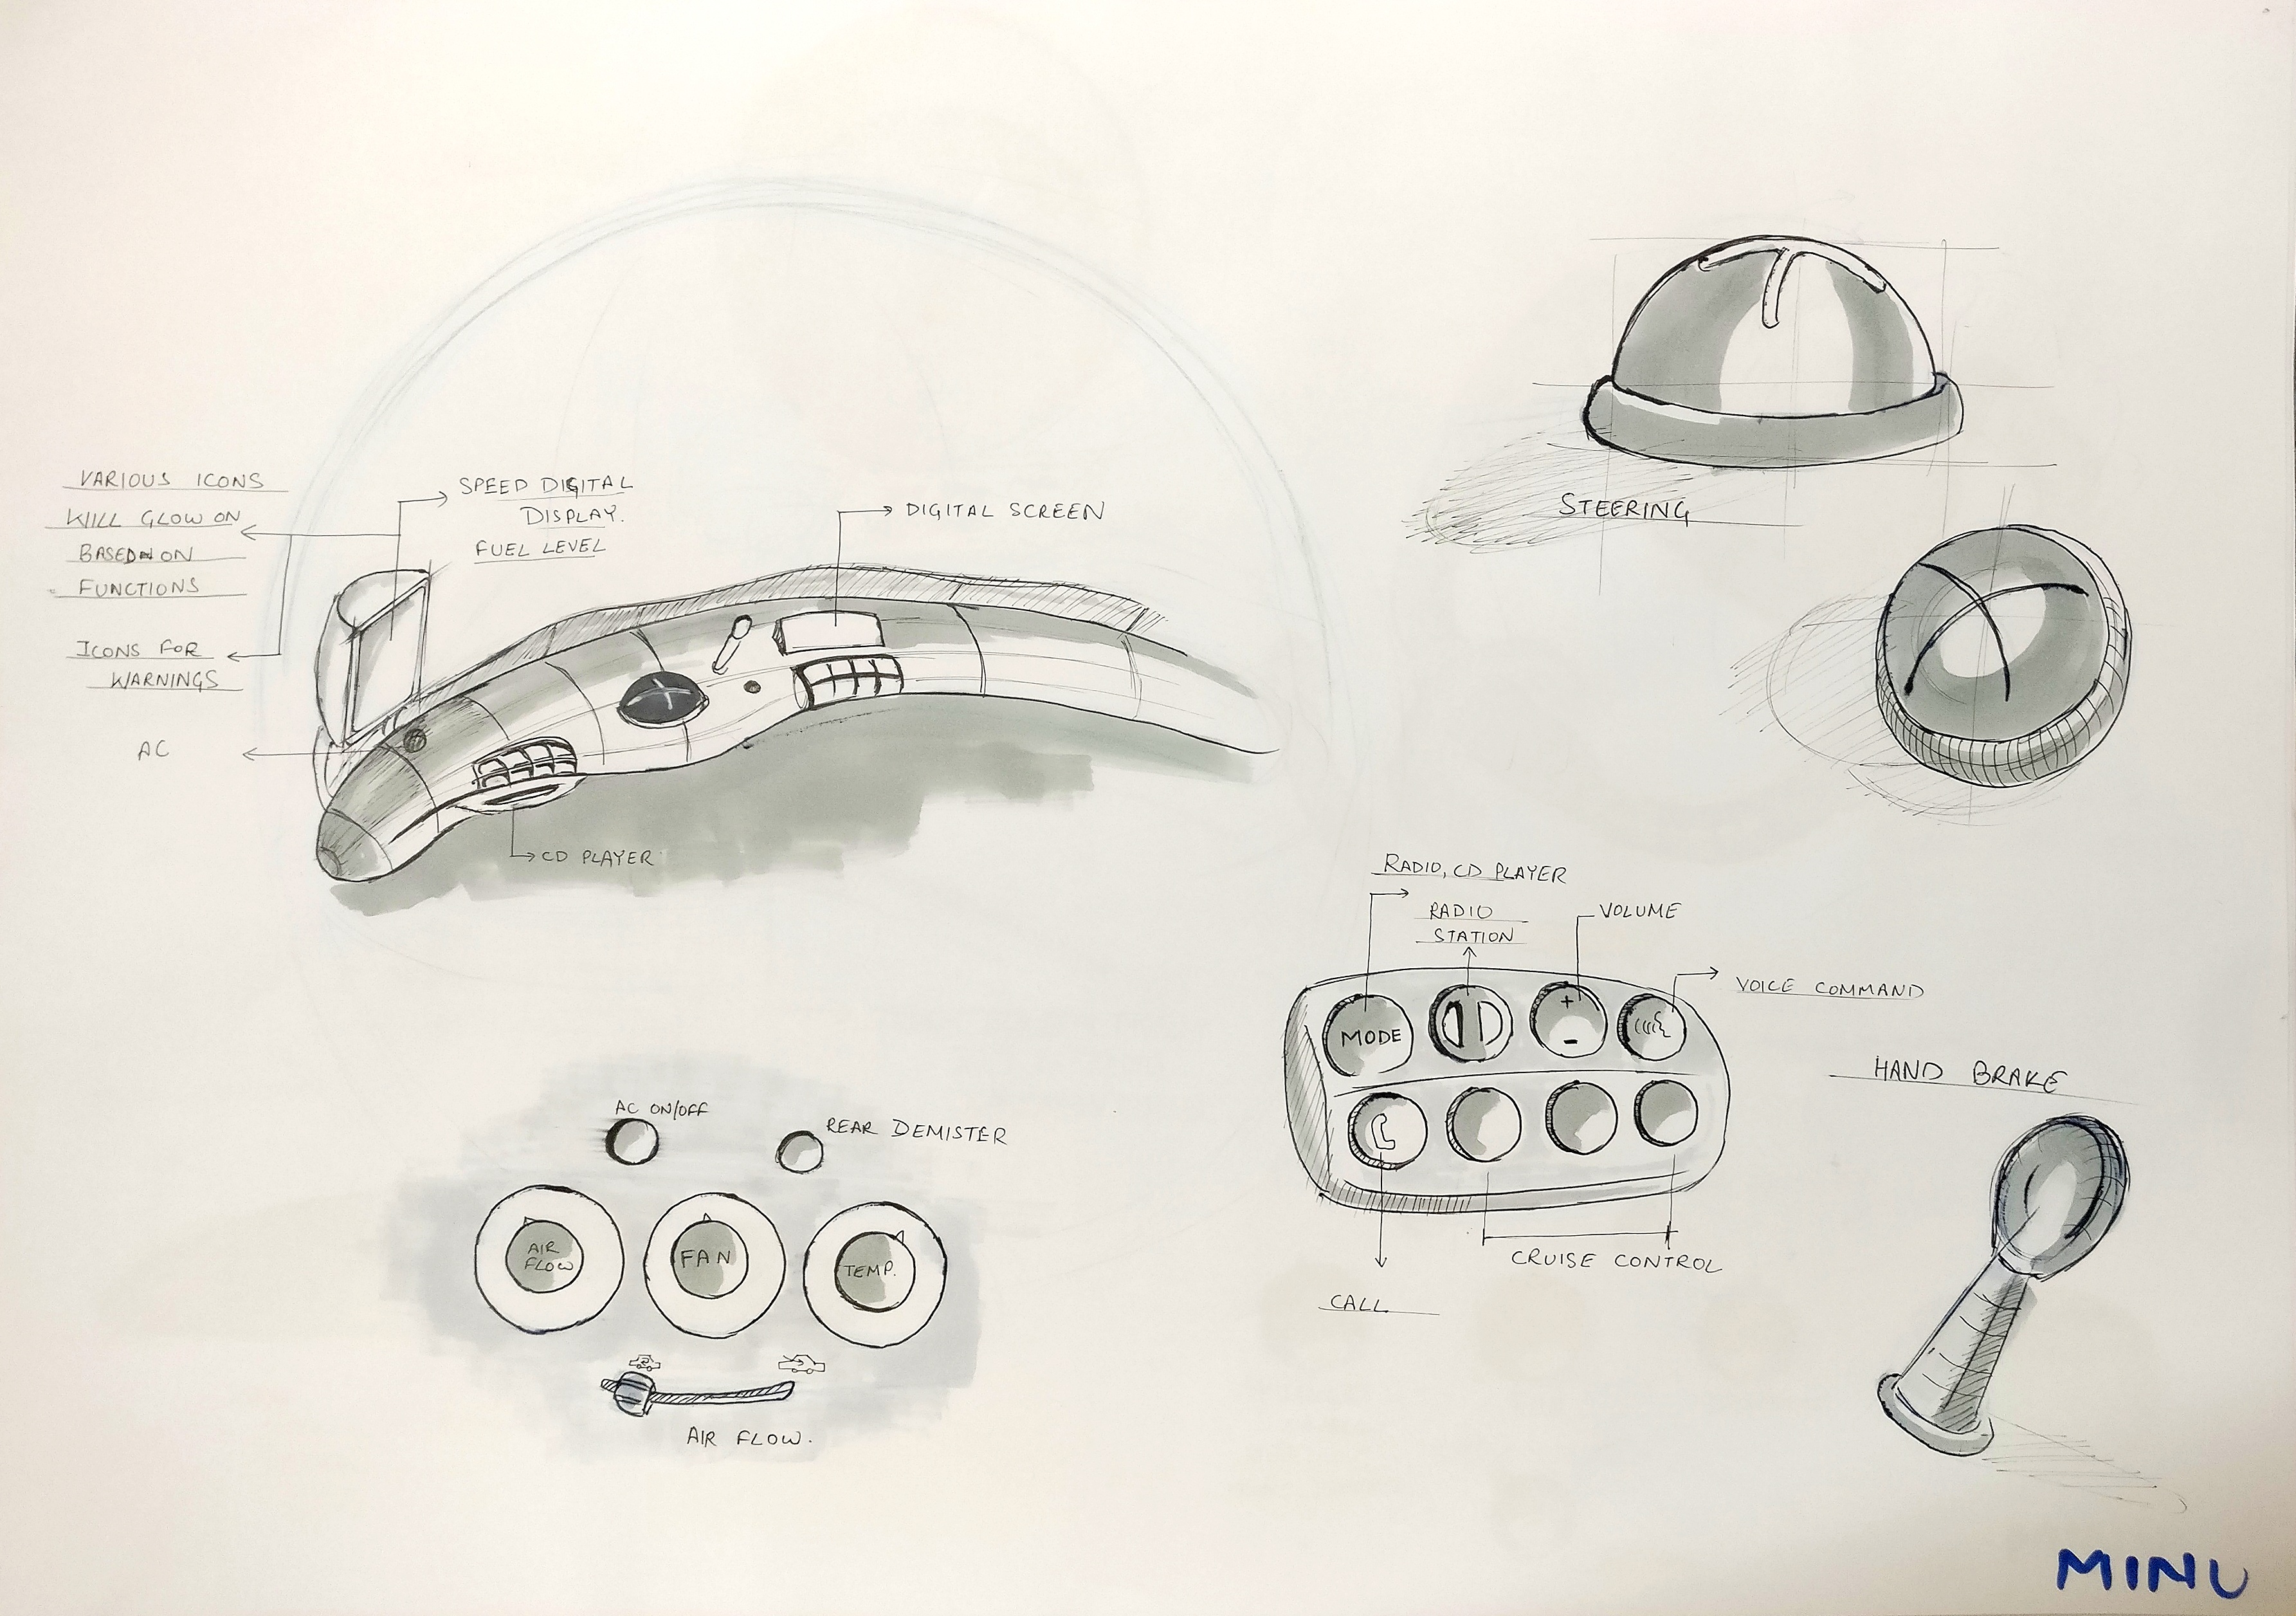 VARIOUS ICONS
WILL GLOW ON
BASED ON
FUNCTIONS
ICONS FOR
WARNINGS
AC
SPEED DIGITAL
DISPLAY.
FUEL LEVEL
DIGITAL SCREEN
CD PLAYER
STEERING
RADIO, CD PLAYER
RADIO
STATION
VOLUME
VOICE COMMAND
MODE
+
-
CRUISE CONTROL
CALL
HAND BRAKE
AC ON/OFF
REAR DEMISTER
AIR
FLOW
FAN
TEMP.
AIR FLOW.
MINU